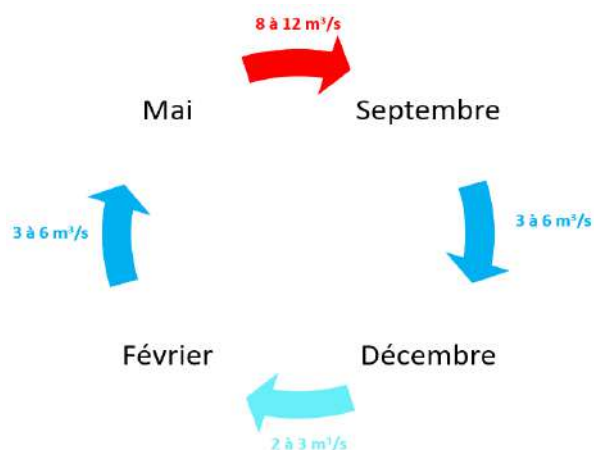 8 à 12 m³/s
Mai
Septembre
3 à 6 m³/s
3 à 6 m³/s
Février
Décembre
2 à 3 m³/s